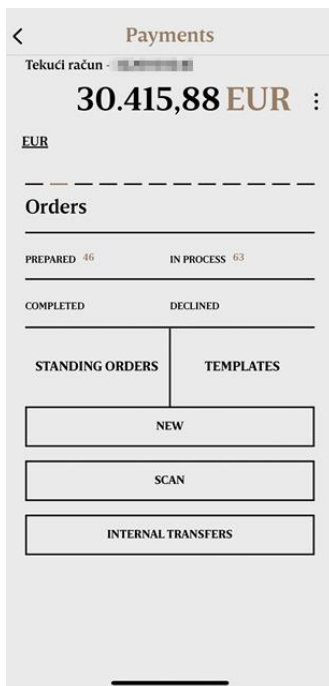 Payments
Tekući račun -
30.415,88 EUR
EUR
Orders
PREPARED 46 IN PROCESS 63
COMPLETED DECLINED
STANDING ORDERS TEMPLATES
NEW
SCAN
INTERNAL TRANSFERS